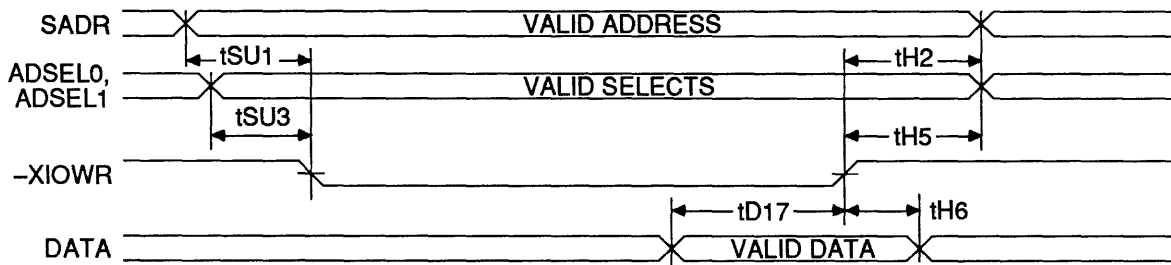 SADR
VALID ADDRESS
tSU1
tH2
ADSEL0,
ADSEL1
VALID SELECTS
tSU3
tH5
–XIOWR
tD17
tH6
DATA
VALID DATA